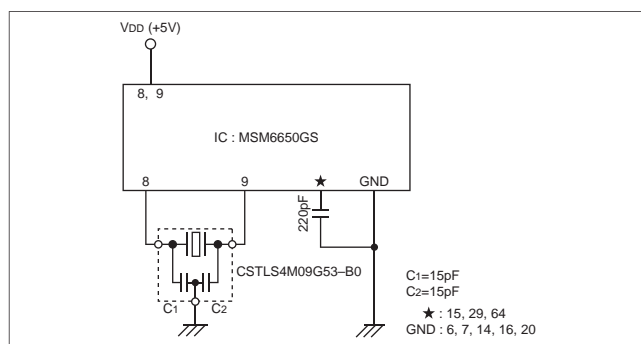 VDD (+5V)
8, 9
IC : MSM6650GS
8
9
★
GND
220pF
CSTLS4M09G53–B0
C1
C2
C1=15pF
C2=15pF
★ : 15, 29, 64
GND : 6, 7, 14, 16, 20